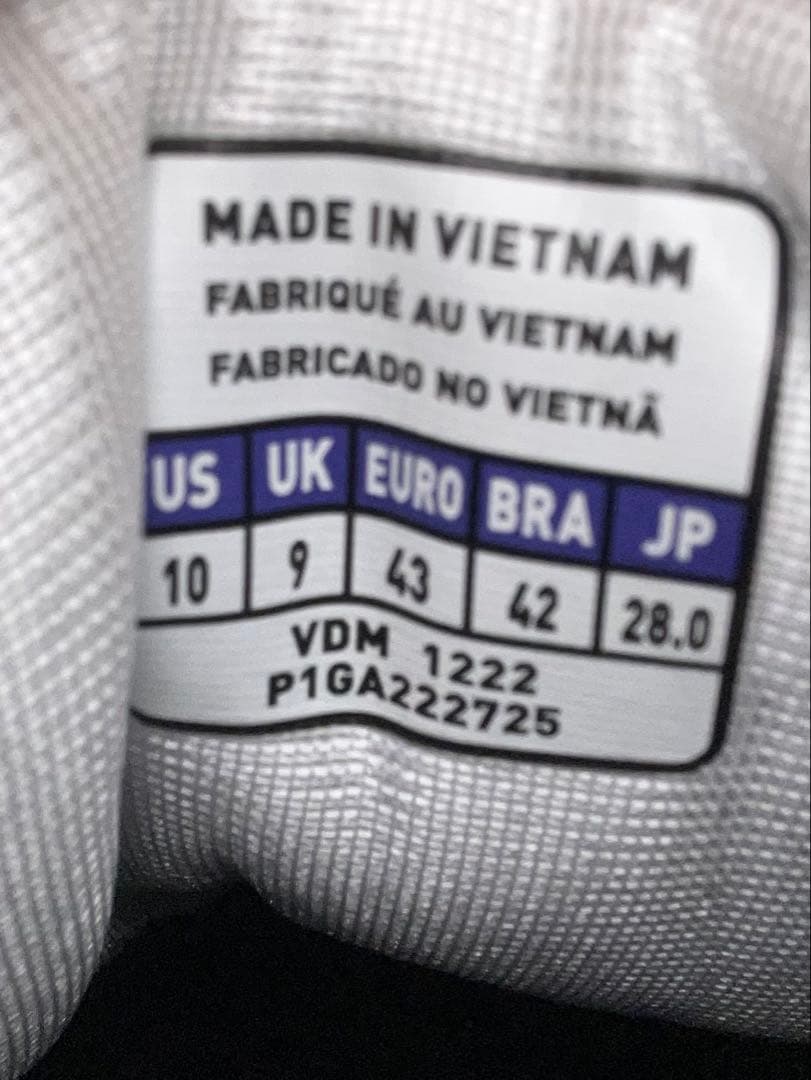 MADE IN VIETNAM
FABRIQUÉ AU VIETNAM
FABRICADO NO VIETNÃ
US UK EURO BRA JP
10 9 43 42 28.0
VDM 1222
P1GA222725